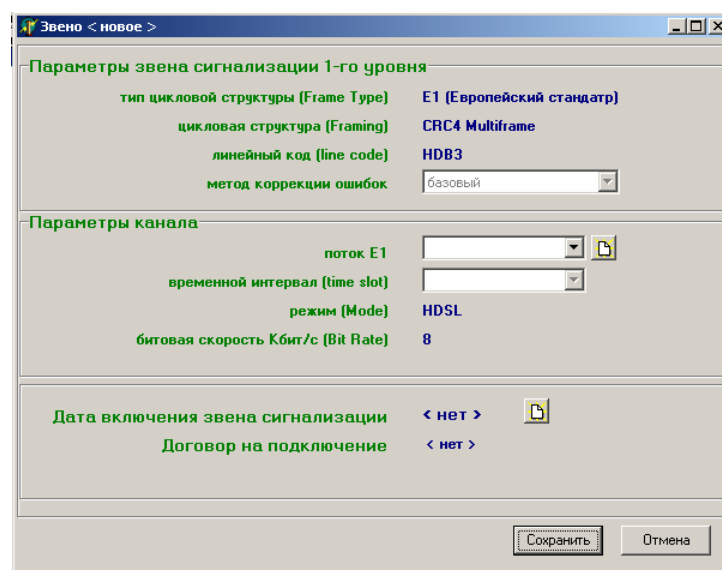 Звено < новое >
Параметры звена сигнализации 1-го уровня
тип цикловой структуры (Frame Type) E1 (Европейский стандатр)
цикловая структура (Framing) CRC4 Multiframe
линейный код (line code) HDB3
метод коррекции ошибок базовый
Параметры канала
поток E1
временной интервал (time slot)
режим (Mode) HDSL
битовая скорость Кбит/с (Bit Rate) 8
Дата включения звена сигнализации < нет >
Договор на подключение < нет >
Сохранить Отмена